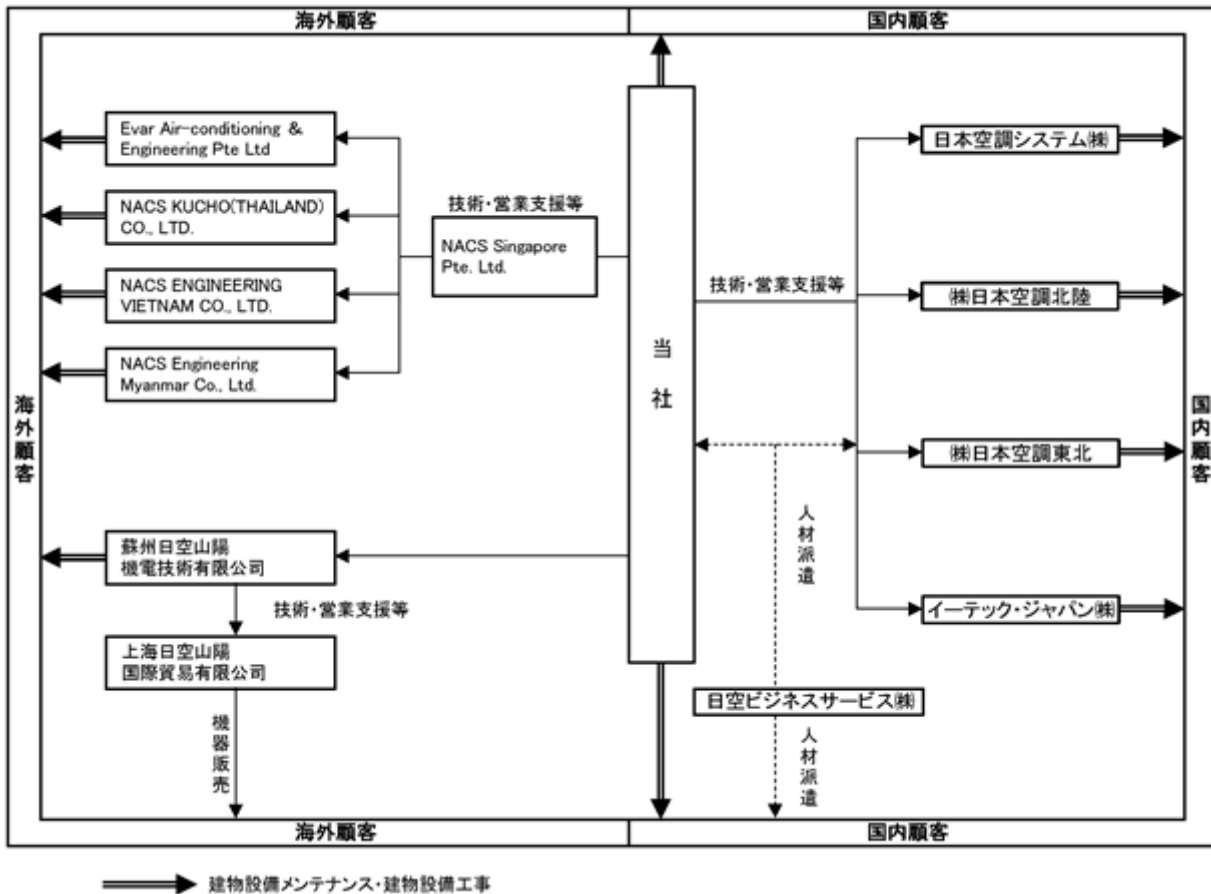 海外顧客
国内顧客
Evar Air-conditioning &
Engineering Pte Ltd
NACS KUCHO(THAILAND)
CO., LTD.
NACS ENGINEERING
VIETNAM CO., LTD.
NACS Engineering
Myanmar Co., Ltd.
技術・営業支援等
NACS Singapore
Pte. Ltd.
当社
技術・営業支援等
日本空調システム㈱
㈱日本空調北陸
㈱日本空調東北
イーテック・ジャパン㈱
海外顧客
国内顧客
人材派遣
蘇州日空山陽
機電技術有限公司
技術・営業支援等
上海日空山陽
国際貿易有限公司
機器販売
日空ビジネスサービス㈱
人材派遣
海外顧客
国内顧客
建物設備メンテナンス・建物設備工事